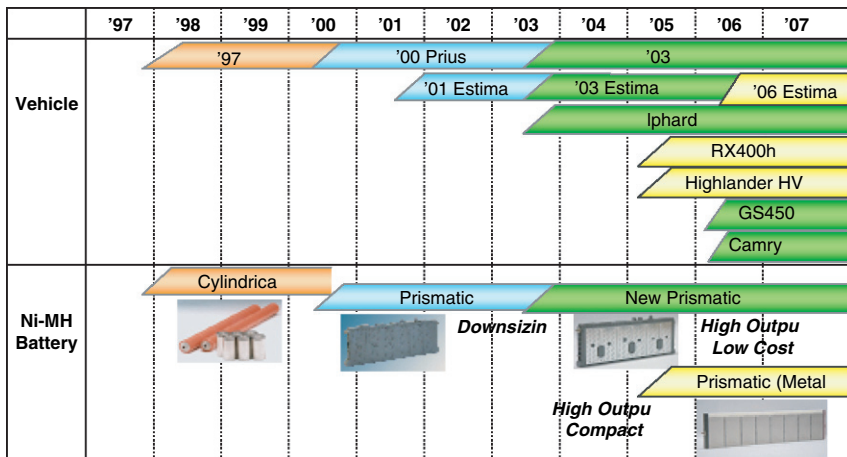 '97 '98 '99 '00 '01 '02 '03 '04 '05 '06 '07
Vehicle
'97 '00 Prius '03
'01 Estima '03 Estima '06 Estima
lphard
RX400h
Highlander HV
GS450
Camry
Ni-MH
Battery
Cylindrica
Prismatic New Prismatic
Downsizin
High Outpu
Low Cost
Prismatic (Metal
High Outpu
Compact